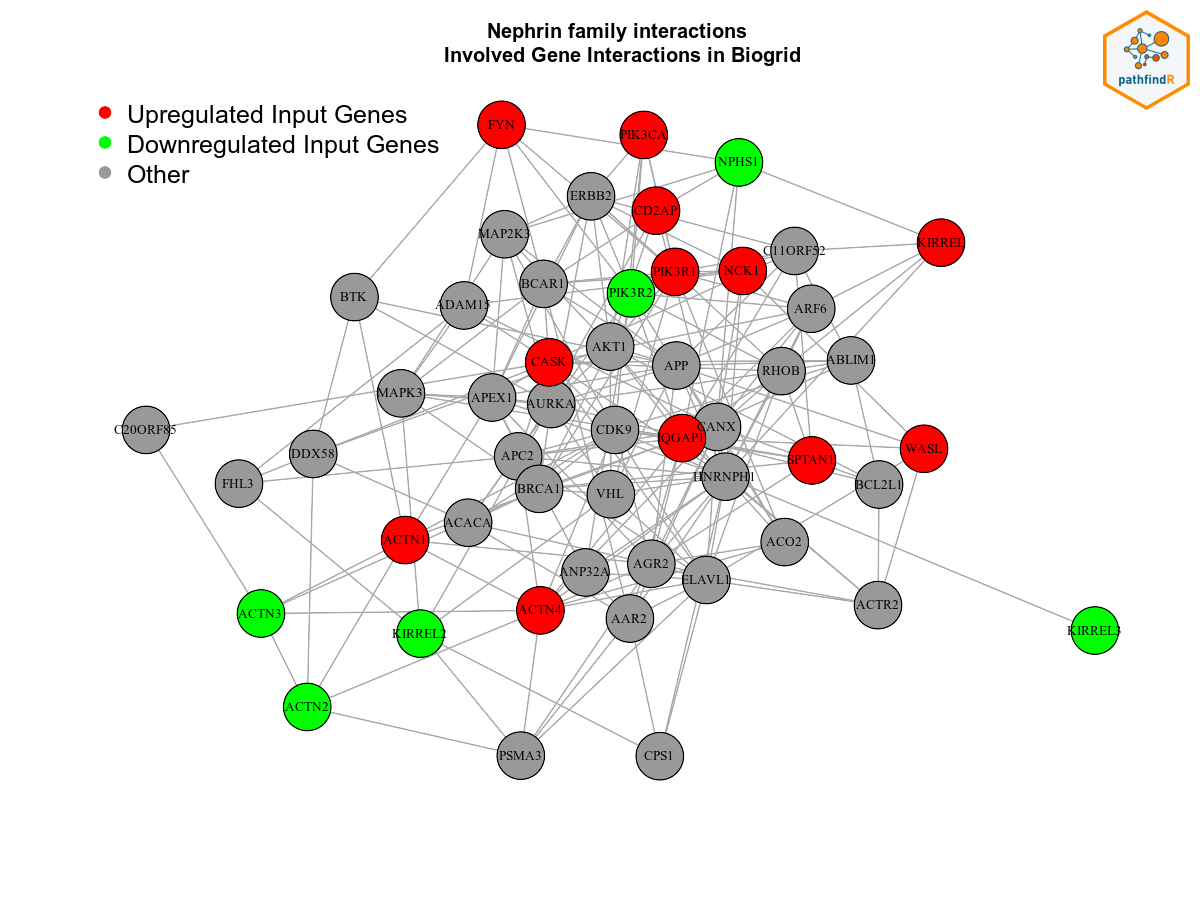 Nephrin family interactions
Involved Gene Interactions in Biogrid
pathfindR
Upregulated Input Genes
Downregulated Input Genes
Other
FYN
PIK3CA
NPHS1
ERBB2
CD2AP
MAP2K3
KIRREL
C11ORF52
PIK3R1
NCK1
BCAR1
PIK3R2
BTK
ADAM15
ARF6
AKT1
CASK
APP
RHOB
ABLIM1
MAPK3
APEX1
AURKA
C20ORF85
CDK9
IQGAP1
CANX
WASL
DDX58
APC2
SPTAN1
FHL3
BRCA1
VHL
HNRNPH1
BCL2L1
ACACA
ACTN1
ACO2
ANP32A
AGR2
ELAVL1
ACTN3
ACTN4
AAR2
ACTR2
KIRREL2
KIRREL3
ACTN2
PSMA3
CPS1